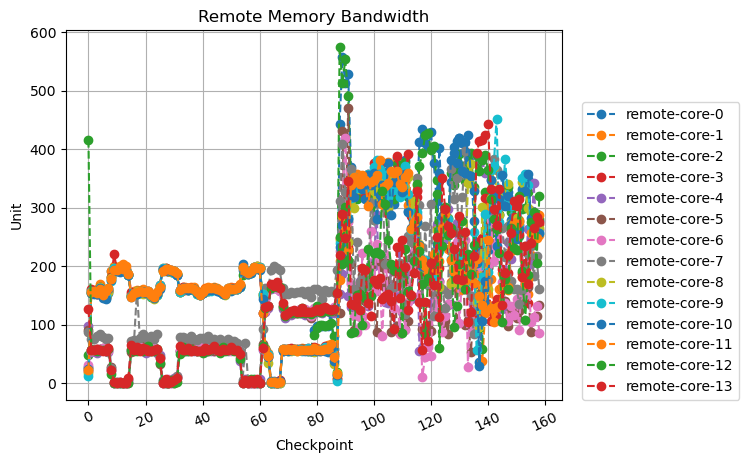 Remote Memory Bandwidth
Unit
600
500
400
300
200
100
0
0
20
40
60
80
100
120
140
160
Checkpoint
remote-core-0
remote-core-1
remote-core-2
remote-core-3
remote-core-4
remote-core-5
remote-core-6
remote-core-7
remote-core-8
remote-core-9
remote-core-10
remote-core-11
remote-core-12
remote-core-13